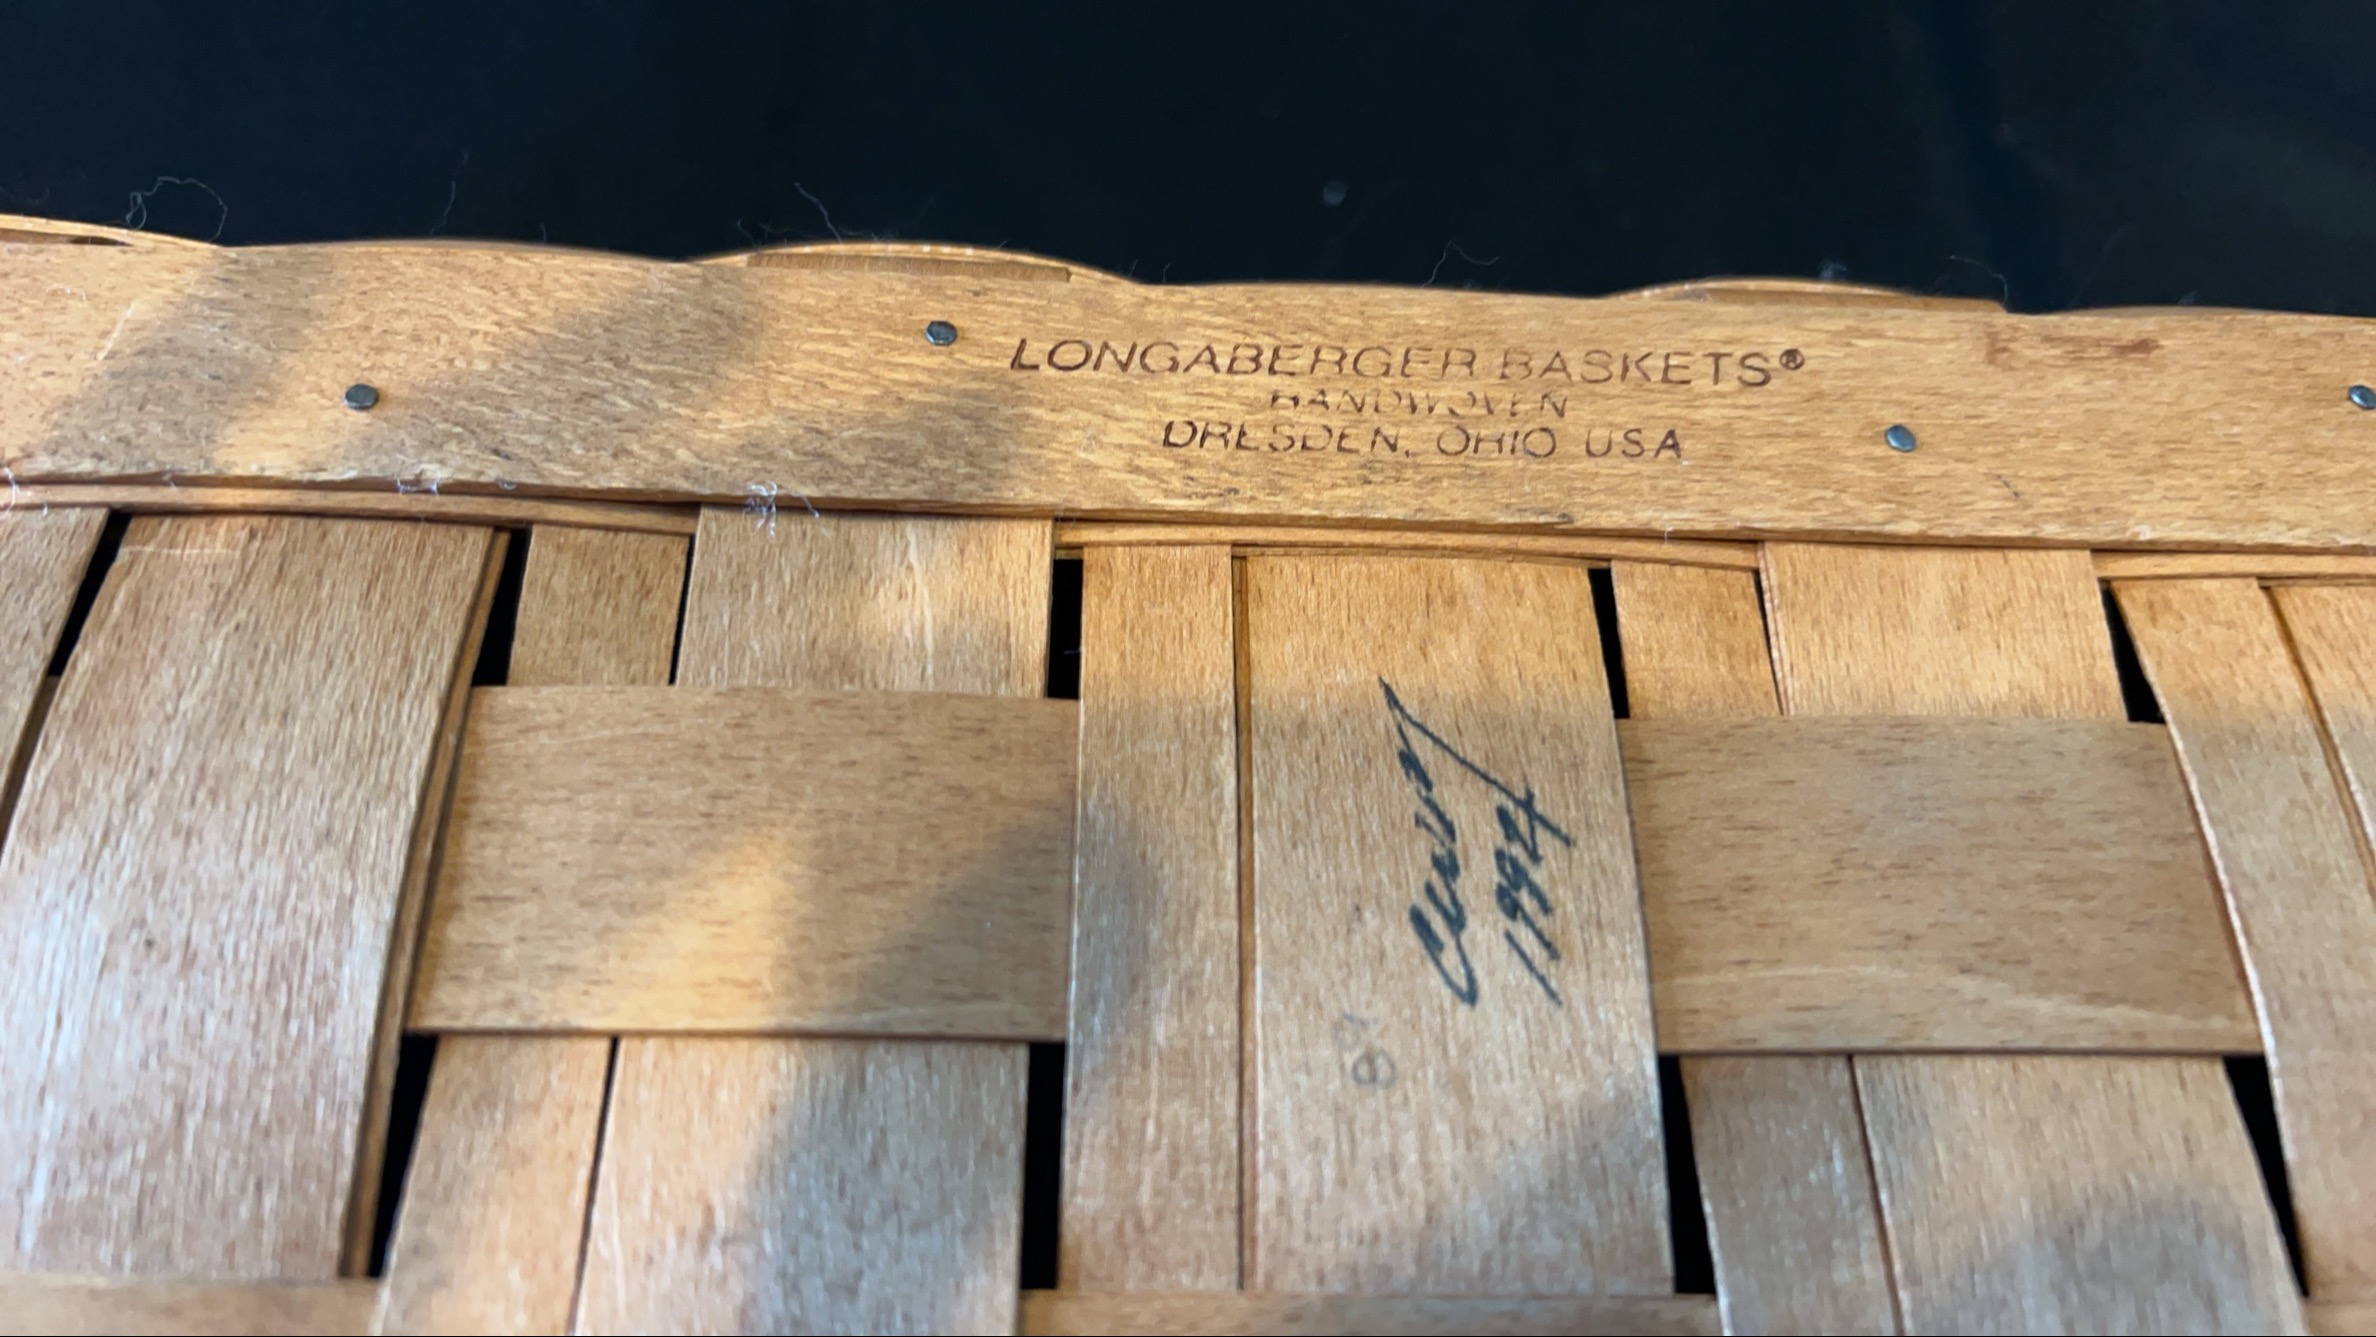 LONGABERGER BASKETS®
HANDWOVEN
DRESDEN, OHIO USA
1994